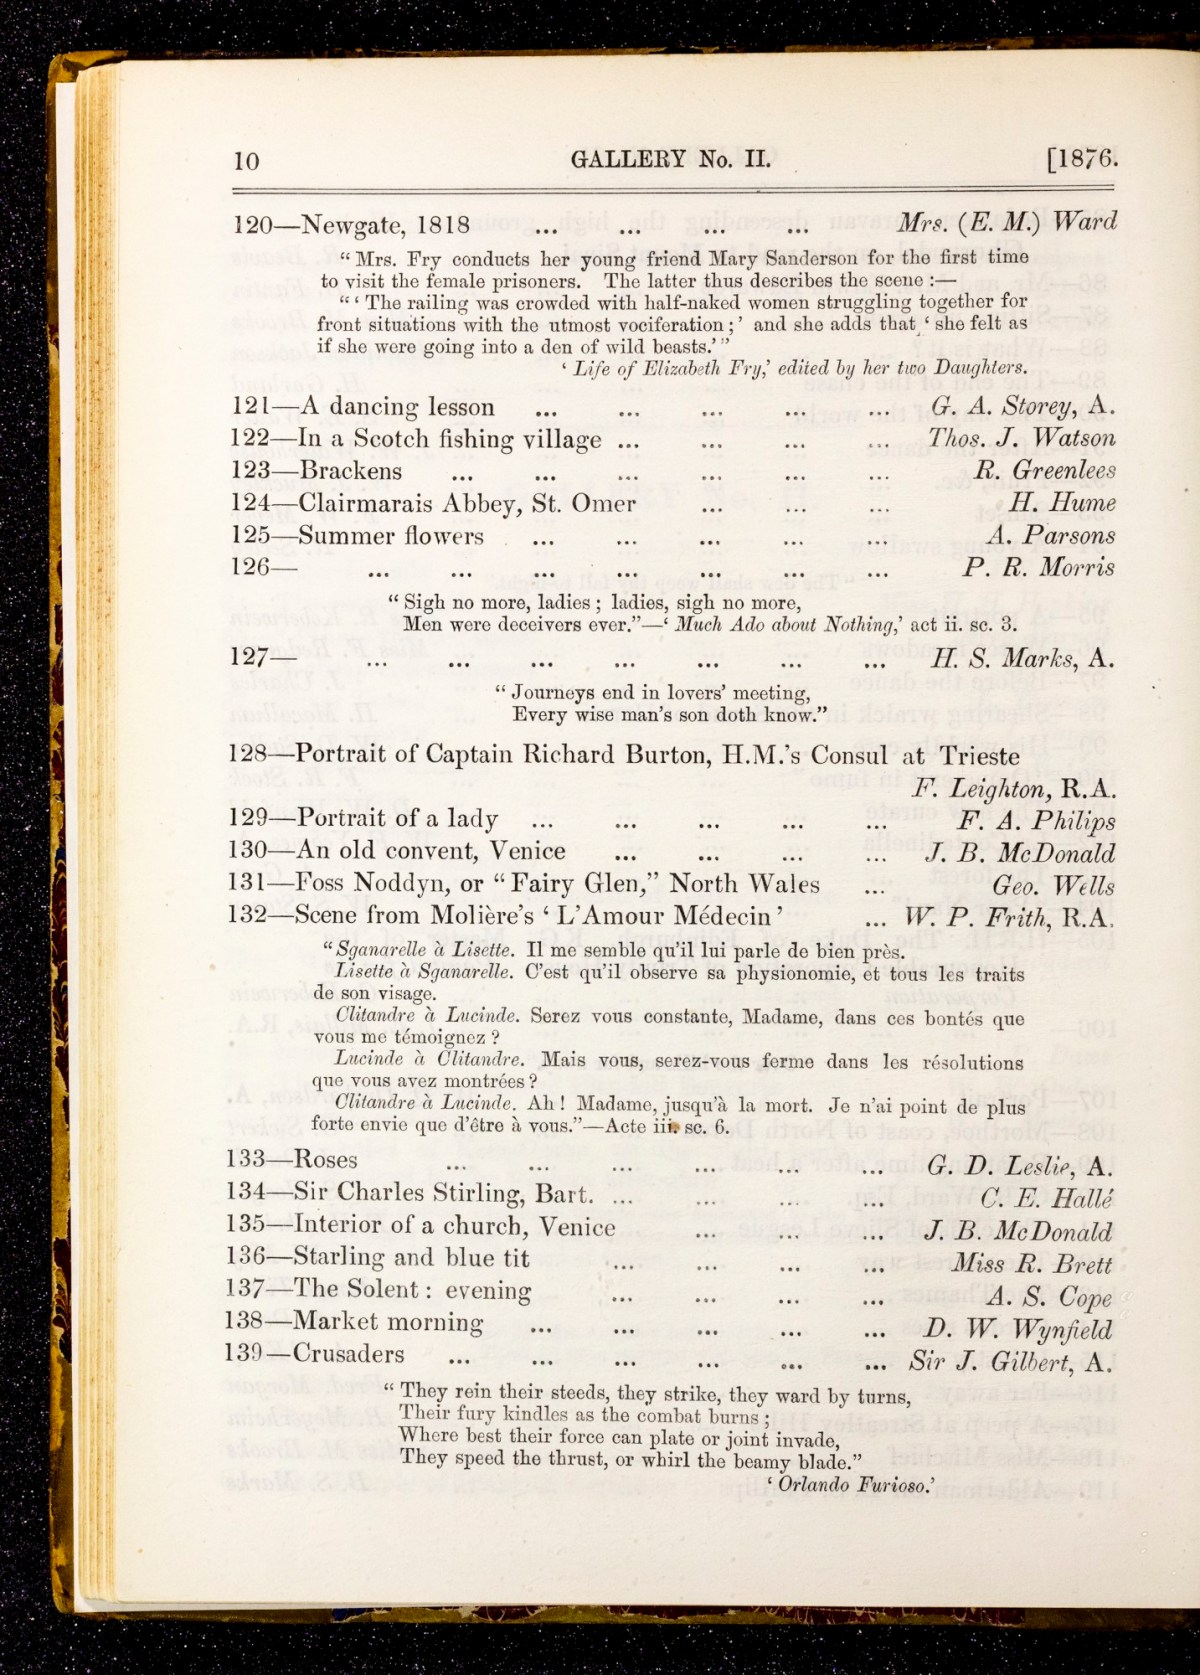 10 GALLERY No. II. [1876.
120—Newgate, 1818 ... ... ... ... Mrs. (E. M.) Ward
“Mrs. Fry conducts her young friend Mary Sanderson for the first time
to visit the female prisoners. The latter thus describes the scene:—
“‘The railing was crowded with half-naked women struggling together for
front situations with the utmost vociferation;’ and she adds that ‘she felt as
if she were going into a den of wild beasts.’”
‘Life of Elizabeth Fry,’ edited by her two Daughters.
121—A dancing lesson ... ... ... ... ... G. A. Storey, A.
122—In a Scotch fishing village ... ... ... ... Thos. J. Watson
123—Brackens ... ... ... ... ... ... R. Greenlees
124—Clairmarais Abbey, St. Omer ... ... ... H. Hume
125—Summer flowers ... ... ... ... ... A. Parsons
126— ... ... ... ... ... ... ... P. R. Morris
“Sigh no more, ladies; ladies, sigh no more,
Men were deceivers ever.”—‘Much Ado about Nothing,’ act ii. sc. 3.
127— ... ... ... ... ... ... ... H. S. Marks, A.
“Journeys end in lovers’ meeting,
Every wise man’s son doth know.”
128—Portrait of Captain Richard Burton, H.M.’s Consul at Trieste
F. Leighton, R.A.
129—Portrait of a lady ... ... ... ... ... F. A. Philips
130—An old convent, Venice ... ... ... ... J. B. McDonald
131—Foss Noddyn, or “Fairy Glen,” North Wales ... Geo. Wells
132—Scene from Molière’s ‘L’Amour Médecin’ ... W. P. Frith, R.A.
“Sganarelle à Lisette. Il me semble qu’il lui parle de bien près.
Lisette à Sganarelle. C’est qu’il observe sa physionomie, et tous les traits
de son visage.
Clitandre à Lucinde. Serez vous constante, Madame, dans ces bontés que
vous me témoignez?
Lucinde à Clitandre. Mais vous, serez-vous ferme dans les résolutions
que vous avez montrées?
Clitandre à Lucinde. Ah! Madame, jusqu’à la mort. Je n’ai point de plus
forte envie que d’être à vous.”—Acte iii. sc. 6.
133—Roses ... ... ... ... ... ... G. D. Leslie, A.
134—Sir Charles Stirling, Bart. ... ... ... ... C. E. Hallé
135—Interior of a church, Venice ... ... ... J. B. McDonald
136—Starling and blue tit ... ... ... ... Miss R. Brett
137—The Solent: evening ... ... ... ... A. S. Cope
138—Market morning ... ... ... ... ... D. W. Wynfield
139—Crusaders ... ... ... ... ... ... Sir J. Gilbert, A.
“They rein their steeds, they strike, they ward by turns,
Their fury kindles as the combat burns;
Where best their force can plate or joint invade,
They speed the thrust, or whirl the beamy blade.”
‘Orlando Furioso.’